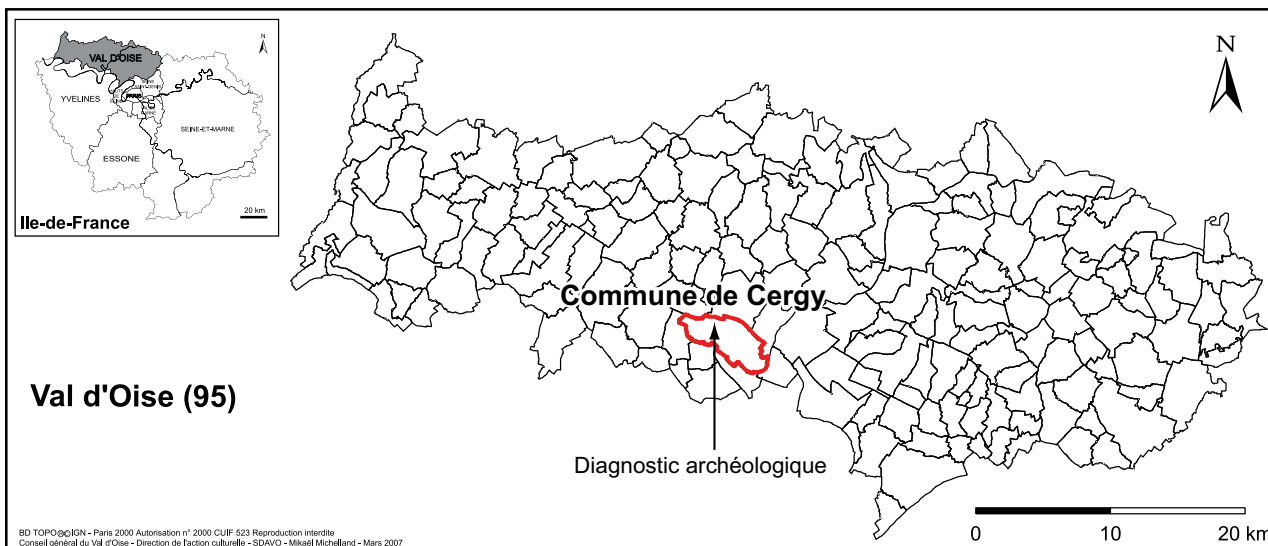 N
VAL D'OISE
YVELINES
PARIS
SEINE-ET-MARNE
ESSONE
20 km
Ile-de-France
N
Commune de Cergy
Val d'Oise (95)
Diagnostic archéologique
0 10 20 km
BD TOPO®©IGN - Paris 2000 Autorisation n° 2000 CUIF 523 Reproduction interdite
Conseil général du Val d'Oise - Direction de l'action culturelle - SDAVO - Mikaël Michelland - Mars 2007